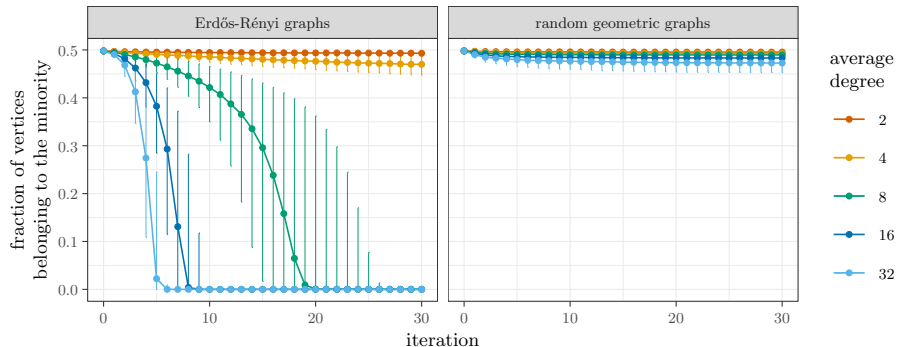 Erdős-Rényi graphs
random geometric graphs
fraction of vertices
belonging to the minority
0.5
0.4
0.3
0.2
0.1
0.0
0 10 20 30
0 10 20 30
iteration
average
degree
2
4
8
16
32